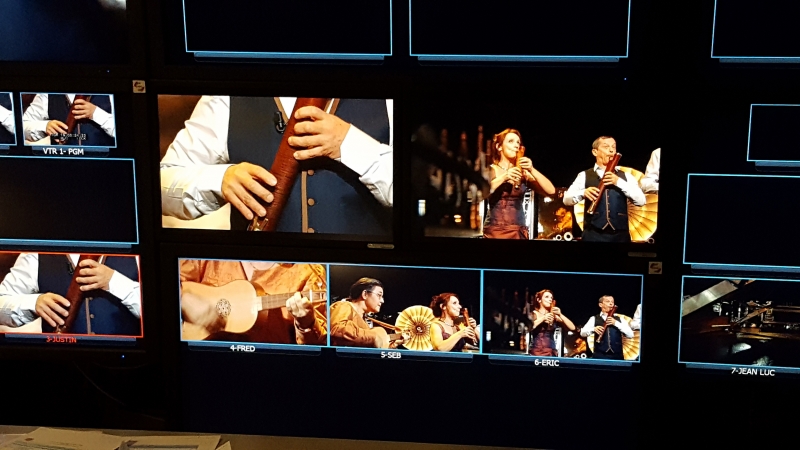 VTR 1- PGM
3-JUSTIN
4-FRED
5-SEB
6-ERIC
7-JEAN LUC